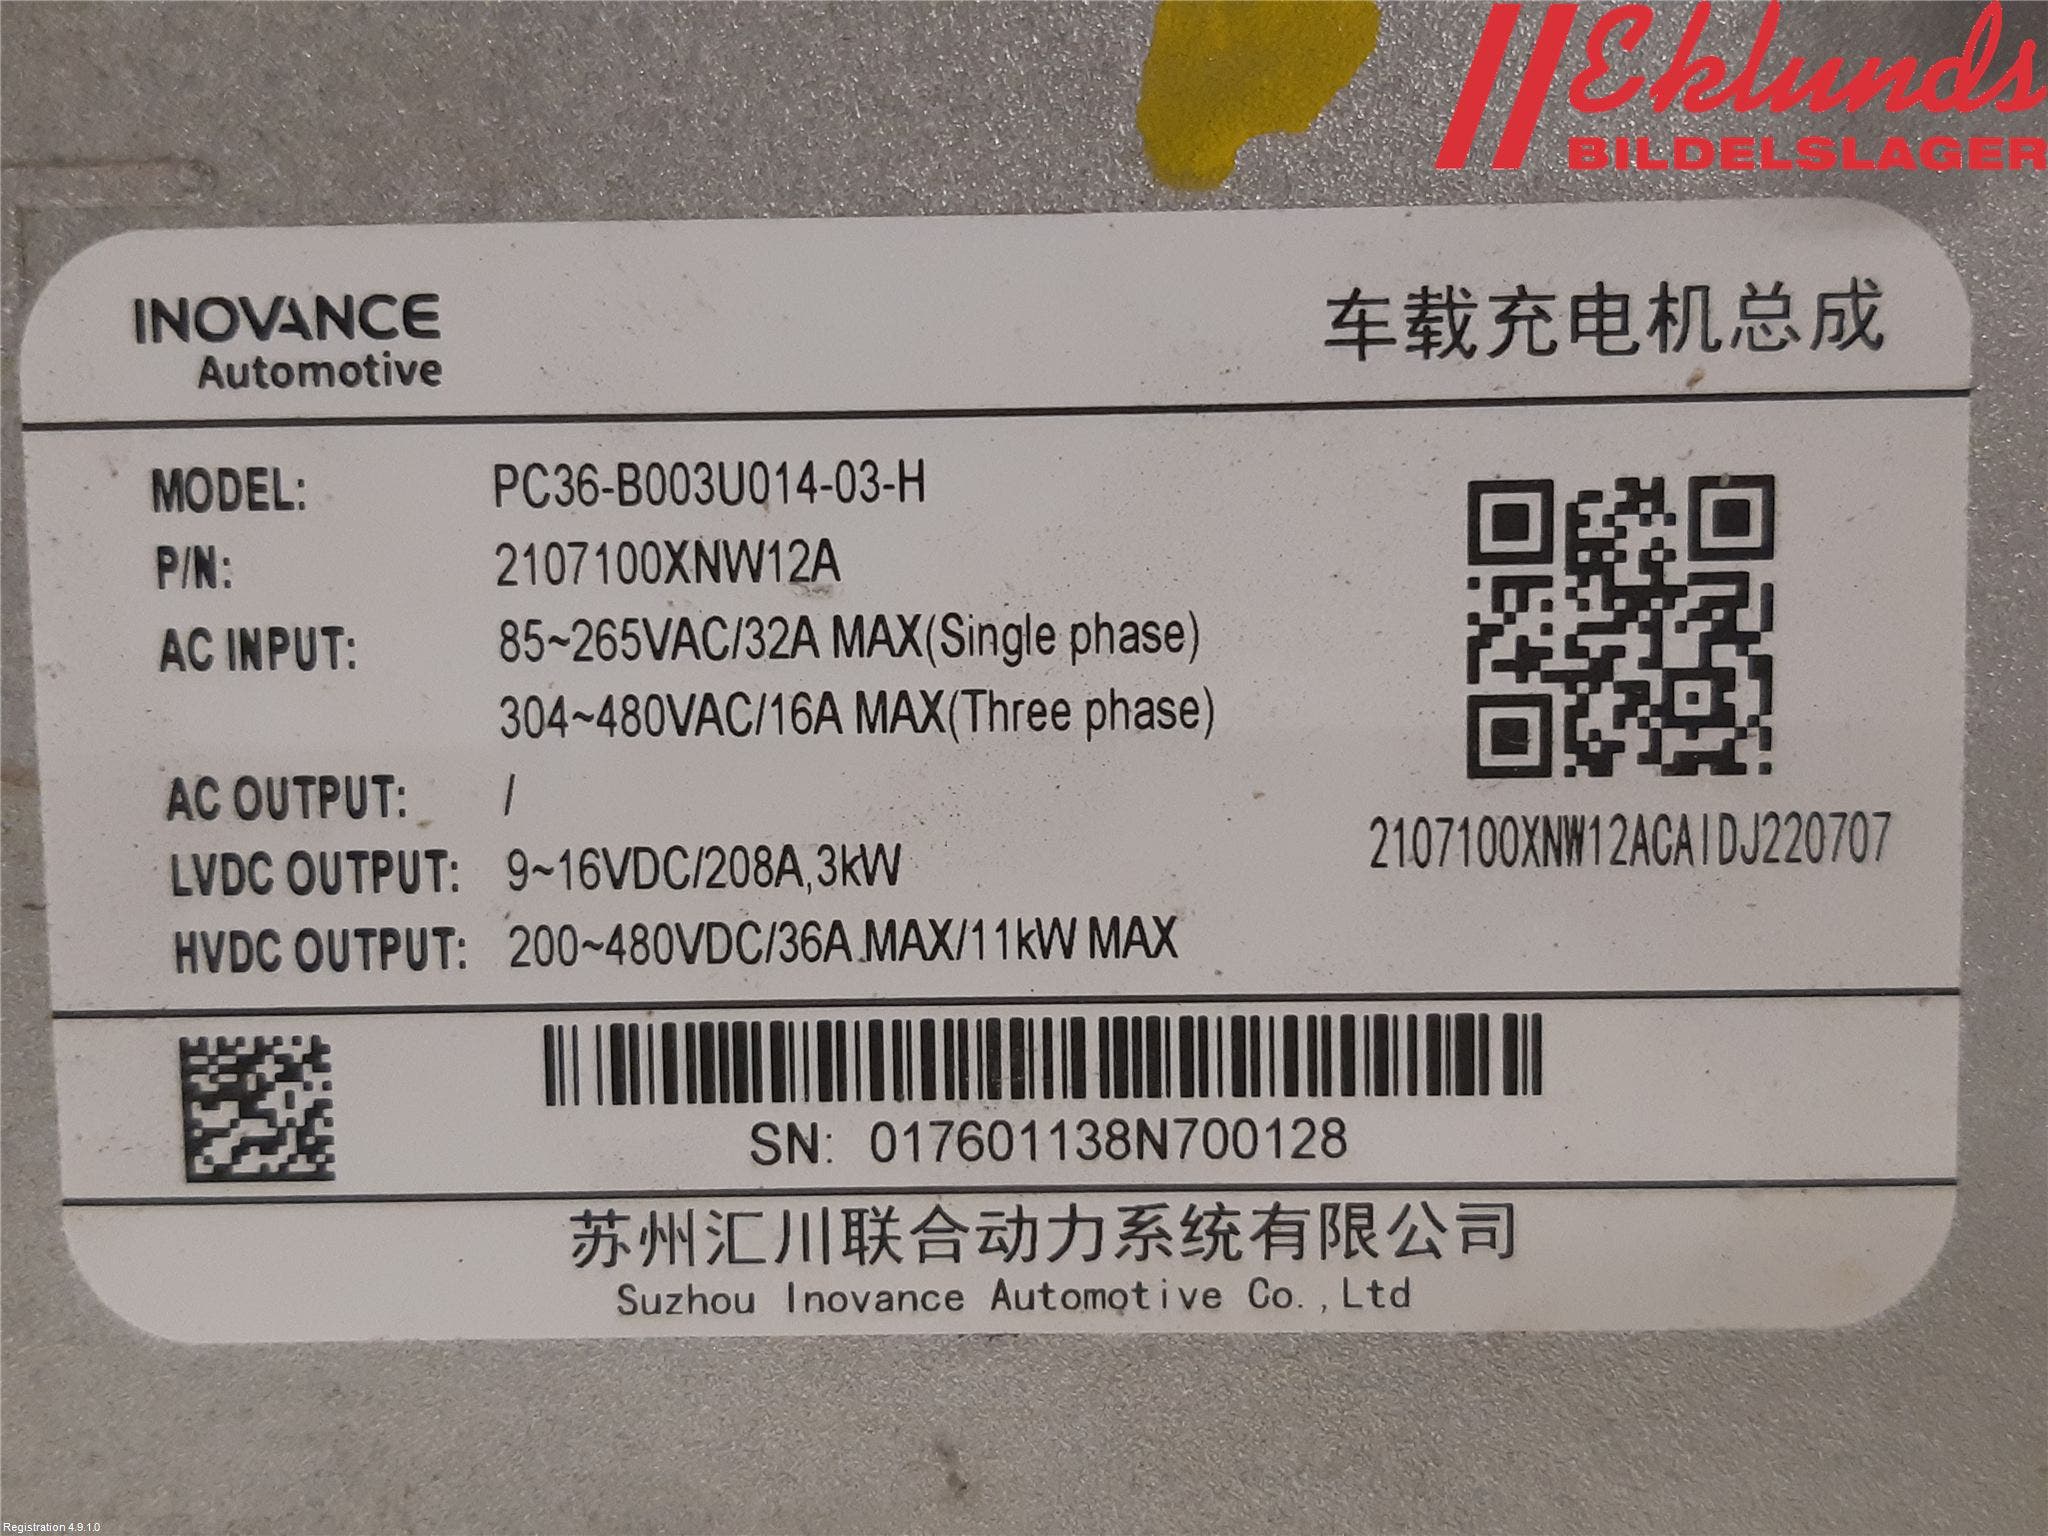 Eklunds
BILDELSLAGER
INOVANCE
Automotive
车载充电机总成
MODEL: PC36-B003U014-03-H
P/N: 2107100XNW12A
AC INPUT: 85~265VAC/32A MAX(Single phase)
304~480VAC/16A MAX(Three phase)
AC OUTPUT: /
LVDC OUTPUT: 9~16VDC/208A,3kW
HVDC OUTPUT: 200~480VDC/36A MAX/11kW MAX
2107100XNW12ACAIDJ220707
SN: 017601138N700128
苏州汇川联合动力系统有限公司
Suzhou Inovance Automotive Co.,Ltd
Registration 4.9.1.0